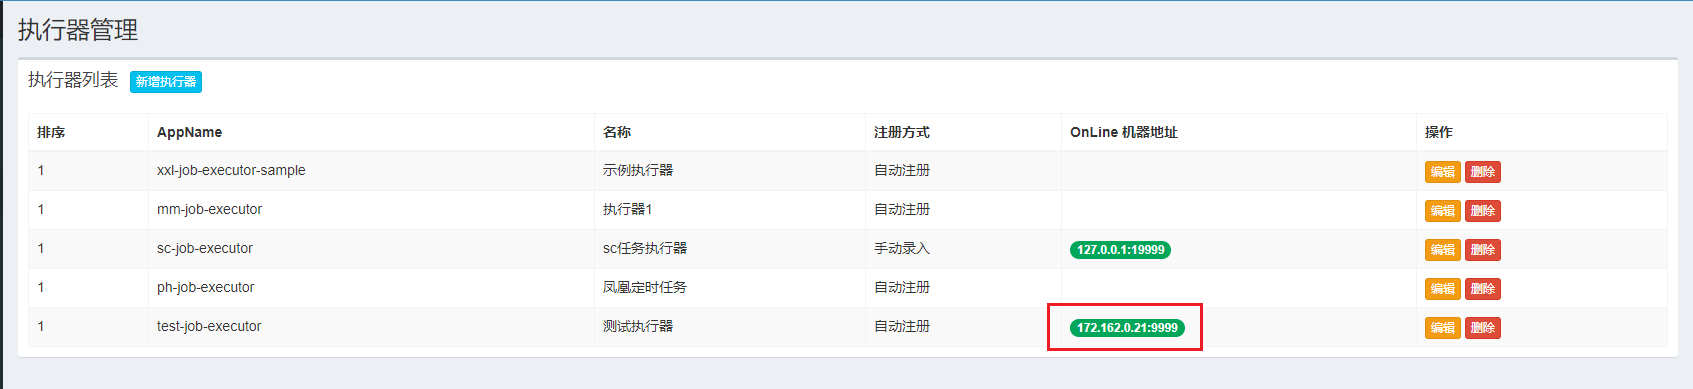 执行器管理
执行器列表 新增执行器
排序 AppName 名称 注册方式 OnLine 机器地址 操作
1 xxl-job-executor-sample 示例执行器 自动注册 编辑 删除
1 mm-job-executor 执行器1 自动注册 编辑 删除
1 sc-job-executor sc任务执行器 手动录入 127.0.0.1:19999 编辑 删除
1 ph-job-executor 凤凰定时任务 自动注册 编辑 删除
1 test-job-executor 测试执行器 自动注册 172.162.0.21:9999 编辑 删除